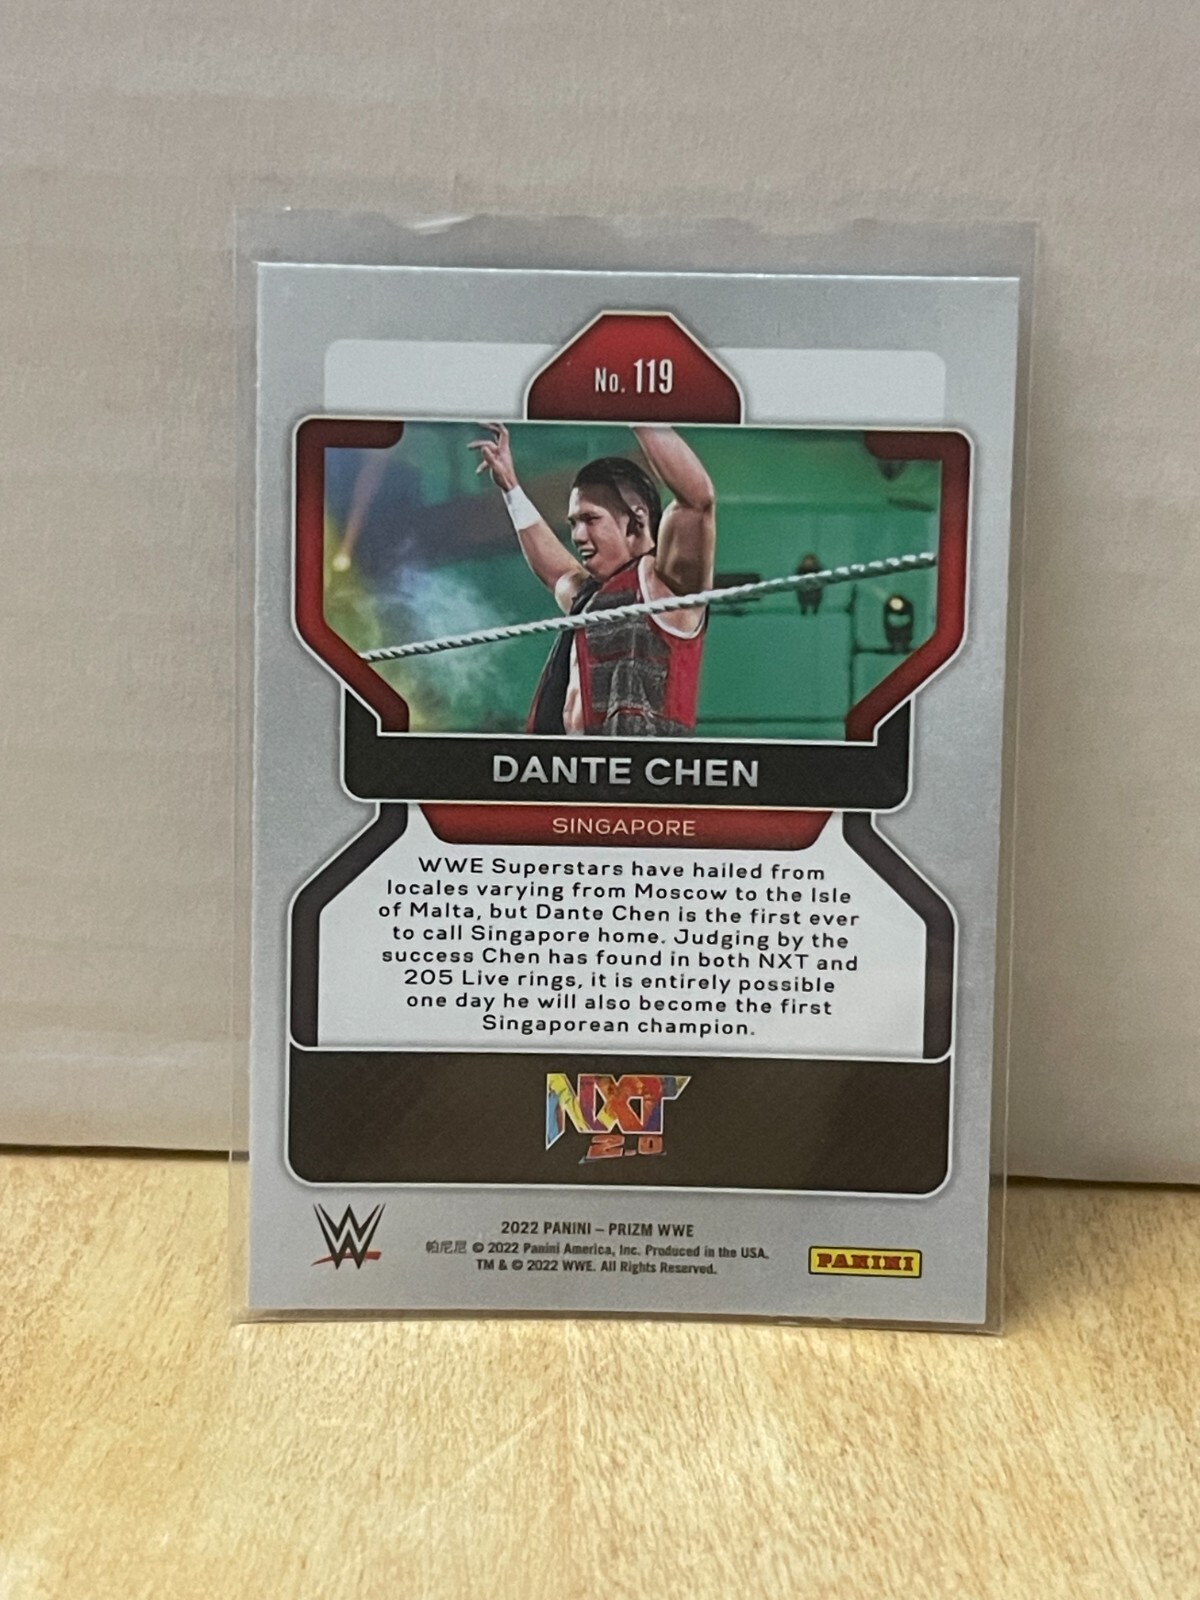 No. 119
DANTE CHEN
SINGAPORE
WWE Superstars have hailed from
locales varying from Moscow to the Isle
of Malta, but Dante Chen is the first ever
to call Singapore home. Judging by the
success Chen has found in both NXT and
205 Live rings, it is entirely possible
one day he will also become the first
Singaporean champion.
NXT
2.0
W
2022 PANINI – PRIZM WWE
帕尼尼 © 2022 Panini America, Inc. Produced in the USA.
TM & © 2022 WWE. All Rights Reserved.
PANINI